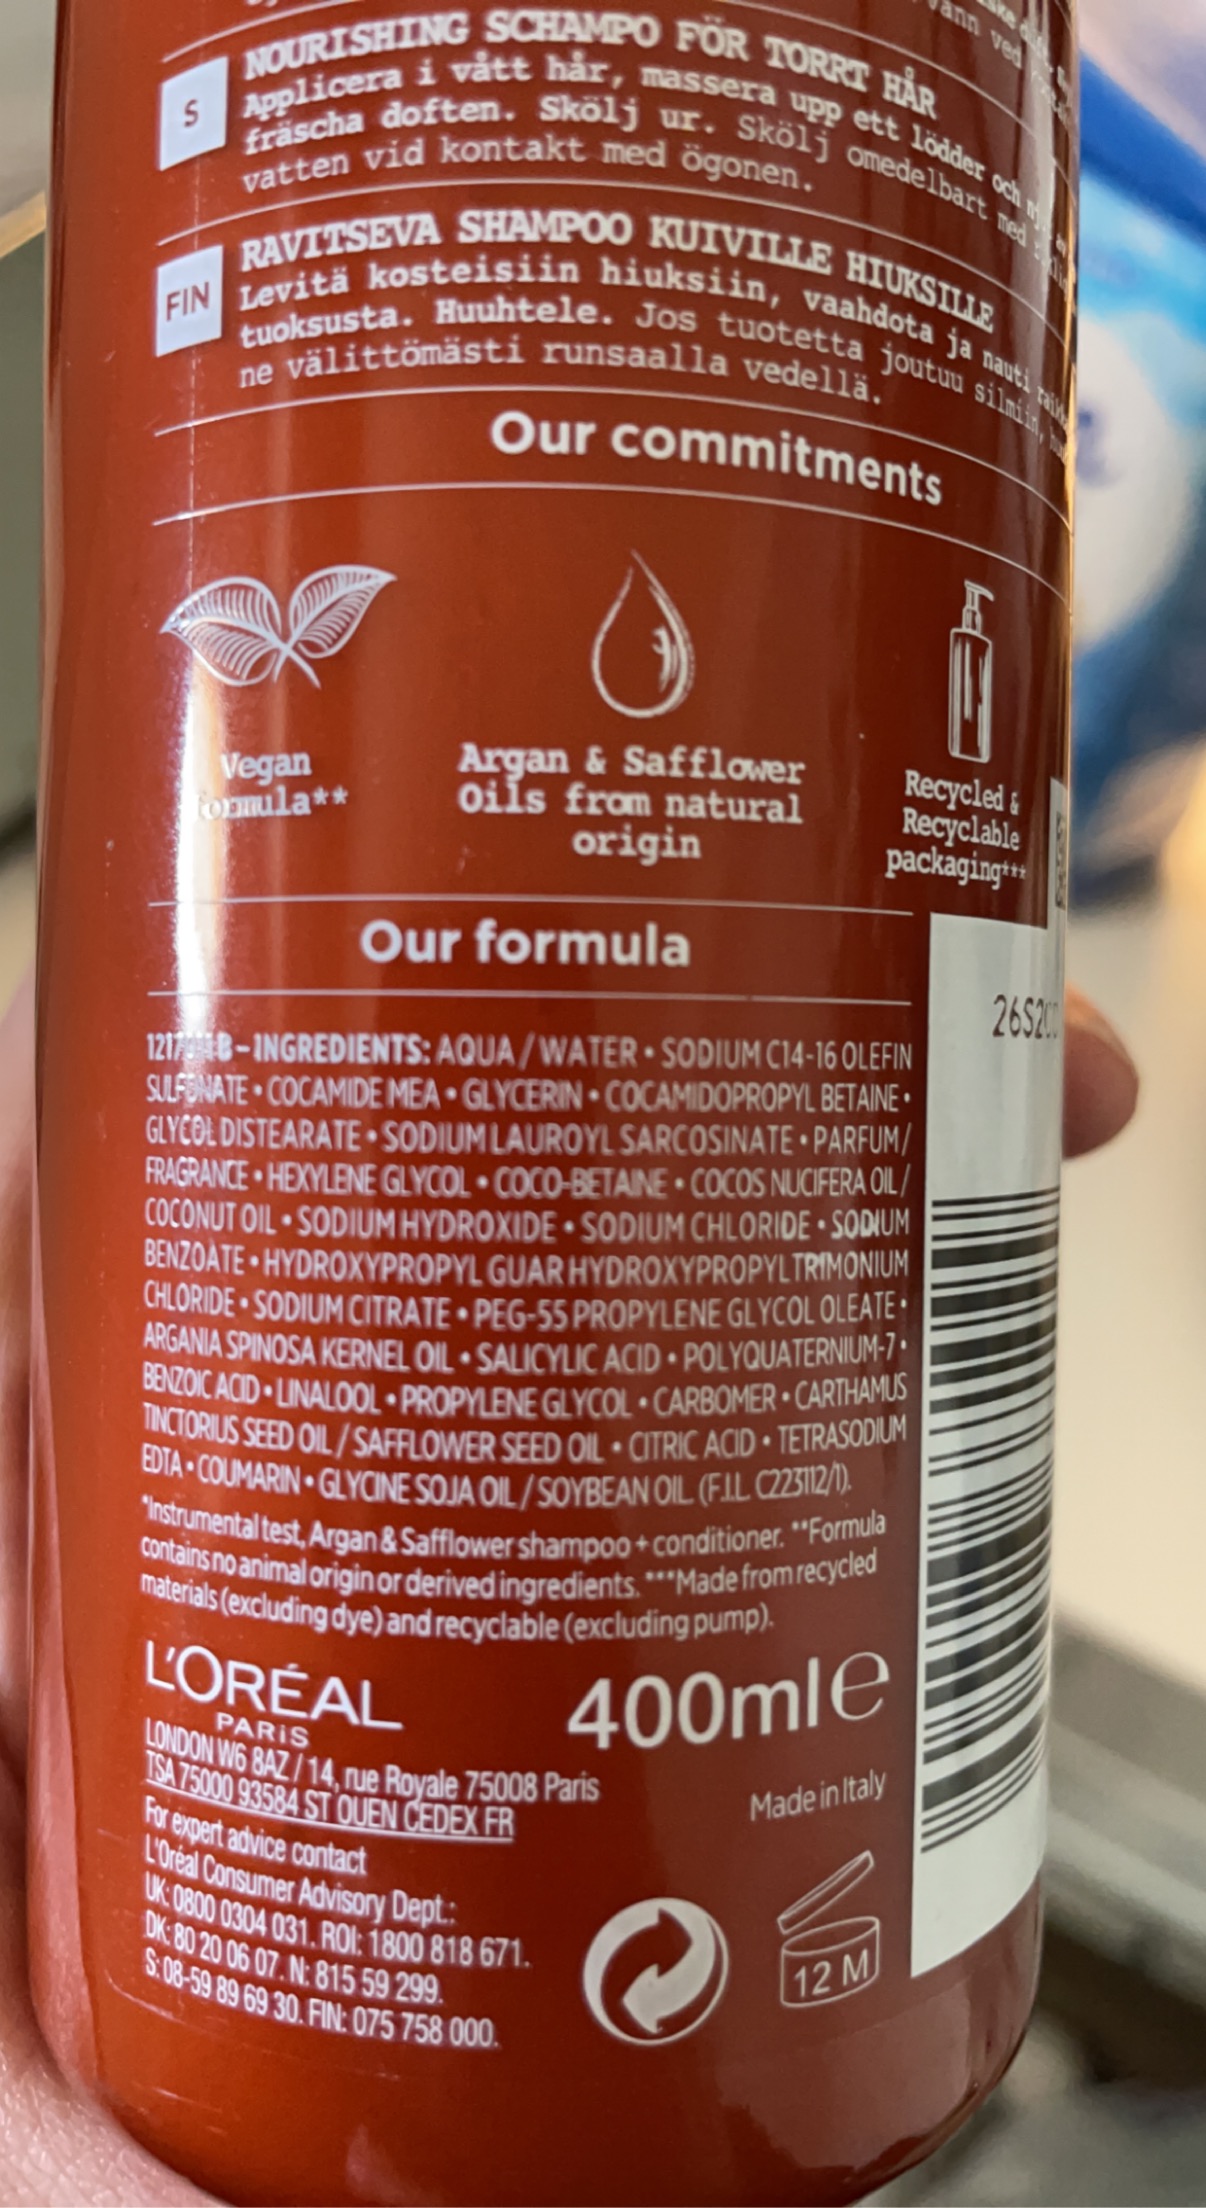 S
NOURISHING SCHAMPO FÖR TORRT HÅR
Applicera i vått hår, massera upp ett lödder och
fräscha doften. Skölj ur. Skölj omedelbart med
vatten vid kontakt med ögonen.
FIN
RAVITSEVA SHAMPOO KUIVILLE HIUKSILLE
Levitä kosteisiin hiuksiin, vaahdota ja nauti
tuoksusta. Huuhtele. Jos tuotetta joutuu silmiin,
ne välittömästi runsaalla vedellä.
Our commitments
Vegan
formula**
Argan & Safflower
Oils from natural
origin
Recycled &
Recyclable
packaging***
Our formula
INGREDIENTS: AQUA / WATER • SODIUM C14-16 OLEFIN
SULFONATE • COCAMIDE MEA • GLYCERIN • COCAMIDOPROPYL BETAINE •
GLYCOL DISTEARATE • SODIUM LAUROYL SARCOSINATE • PARFUM /
FRAGRANCE • HEXYLENE GLYCOL • COCO-BETAINE • COCOS NUCIFERA OIL /
COCONUT OIL • SODIUM HYDROXIDE • SODIUM CHLORIDE • SODIUM
BENZOATE • HYDROXYPROPYL GUAR HYDROXYPROPYLTRIMONIUM
CHLORIDE • SODIUM CITRATE • PEG-55 PROPYLENE GLYCOL OLEATE •
ARGANIA SPINOSA KERNEL OIL • SALICYLIC ACID • POLYQUATERNIUM-7 •
BENZOIC ACID • LINALOOL • PROPYLENE GLYCOL • CARBOMER • CARTHAMUS
TINCTORIUS SEED OIL / SAFFLOWER SEED OIL • CITRIC ACID • TETRASODIUM
EDTA • COUMARIN • GLYCINE SOJA OIL / SOYBEAN OIL. (F.I.L. C223112/1).
*Instrumental test, Argan & Safflower shampoo + conditioner. **Formula
contains no animal origin or derived ingredients. ***Made from recycled
materials (excluding dye) and recyclable (excluding pump).
L'ORÉAL
PARIS
400ml e
LONDON W6 8AZ / 14, rue Royale 75008 Paris
TSA 75000 93584 ST OUEN CEDEX FR
Made in Italy
For expert advice contact
L'Oréal Consumer Advisory Dept.:
UK: 0800 0304 031. ROI: 1800 818 671.
DK: 80 20 06 07. N: 815 59 299.
S: 08-59 89 69 30. FIN: 075 758 000.
12 M